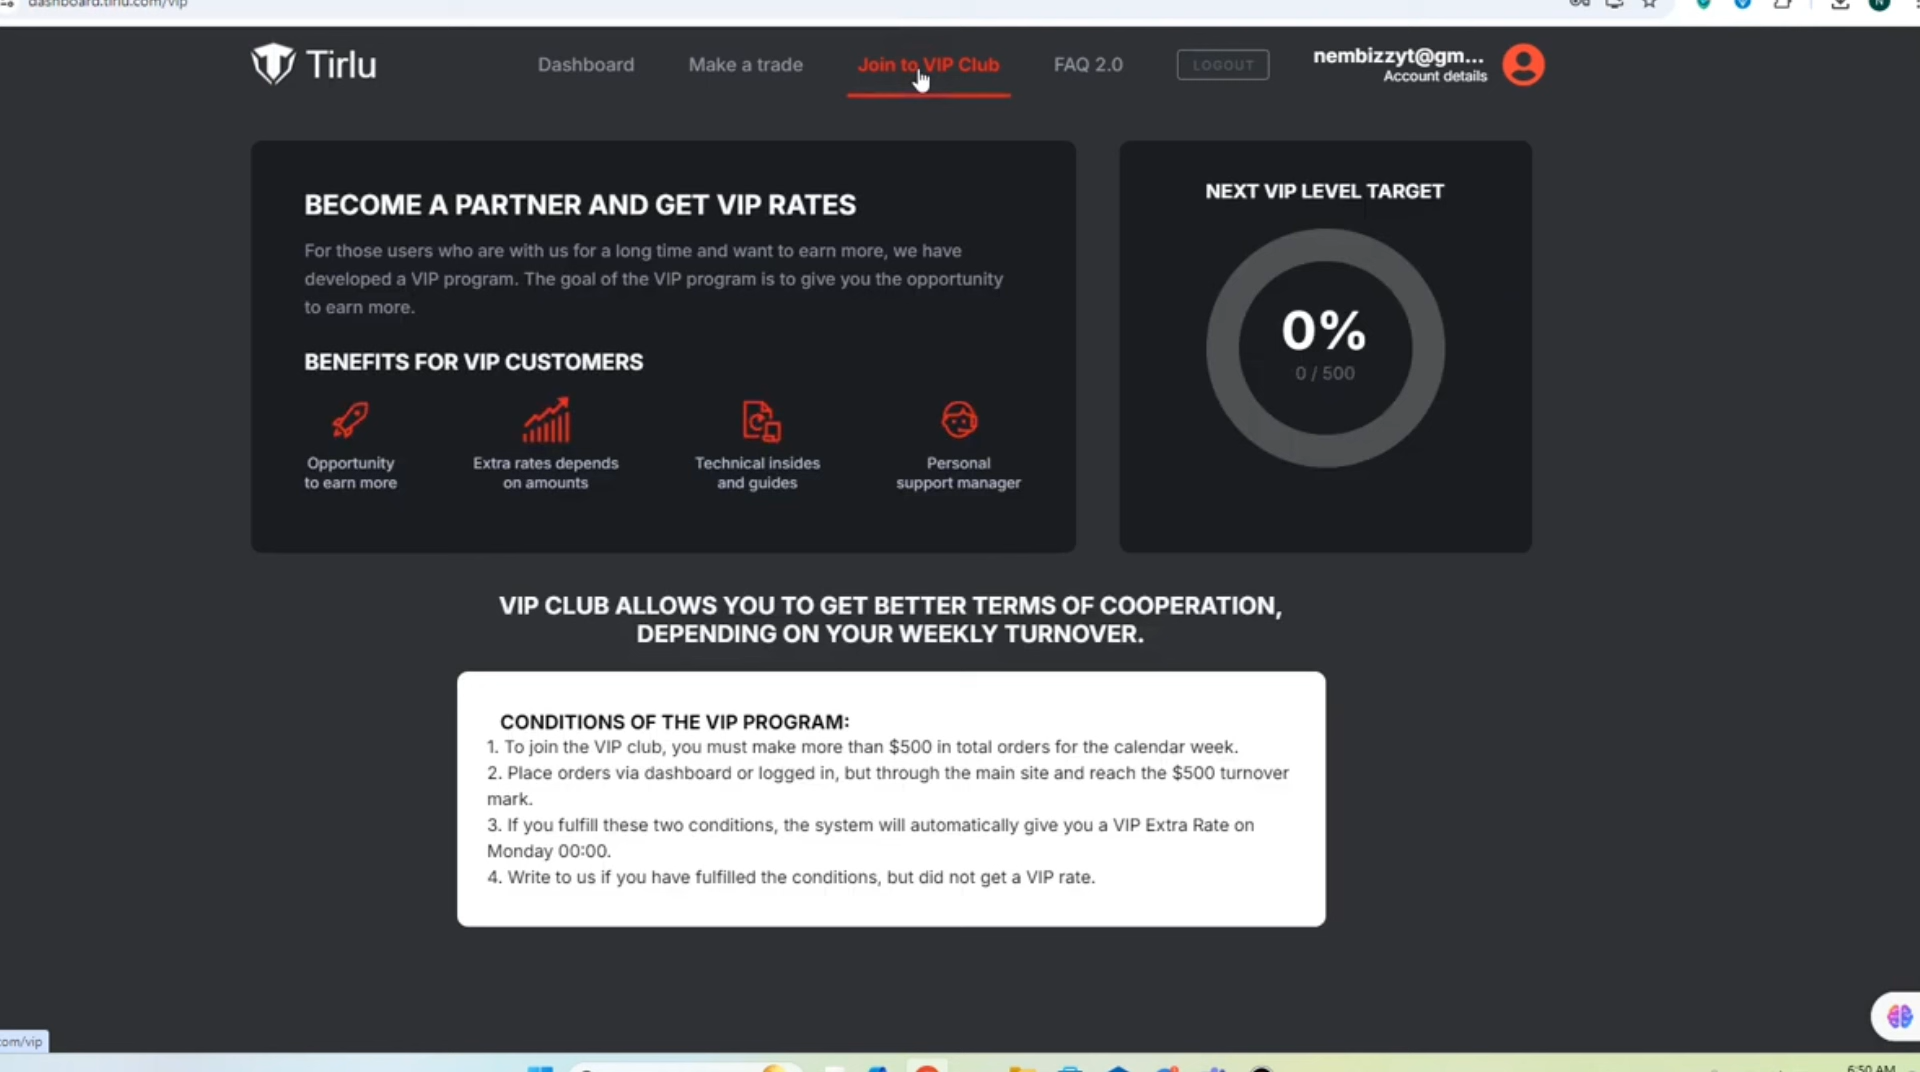 dashboard.tirlu.com/vip
Tirlu
Dashboard
Make a trade
Join to VIP Club
FAQ 2.0
LOGOUT
nembizzyt@gm...
Account details
BECOME A PARTNER AND GET VIP RATES
For those users who are with us for a long time and want to earn more, we have
developed a VIP program. The goal of the VIP program is to give you the opportunity
to earn more.
BENEFITS FOR VIP CUSTOMERS
Opportunity
to earn more
Extra rates depends
on amounts
Technical insides
and guides
Personal
support manager
NEXT VIP LEVEL TARGET
0%
0 / 500
VIP CLUB ALLOWS YOU TO GET BETTER TERMS OF COOPERATION,
DEPENDING ON YOUR WEEKLY TURNOVER.
CONDITIONS OF THE VIP PROGRAM:
1. To join the VIP club, you must make more than $500 in total orders for the calendar week.
2. Place orders via dashboard or logged in, but through the main site and reach the $500 turnover
mark.
3. If you fulfill these two conditions, the system will automatically give you a VIP Extra Rate on
Monday 00:00.
4. Write to us if you have fulfilled the conditions, but did not get a VIP rate.
com/vip
6:50 AM